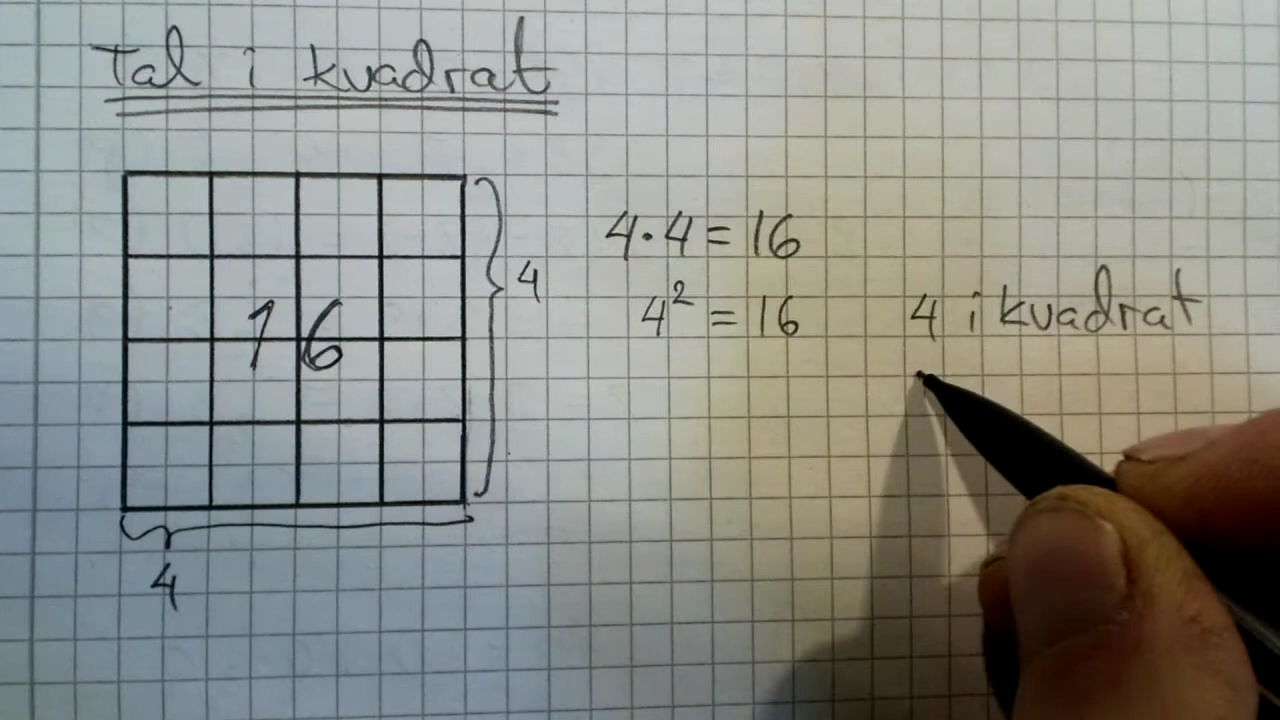 Tal i kvadrat
16
4
4
4·4 = 16
4² = 16
4 i kvadrat